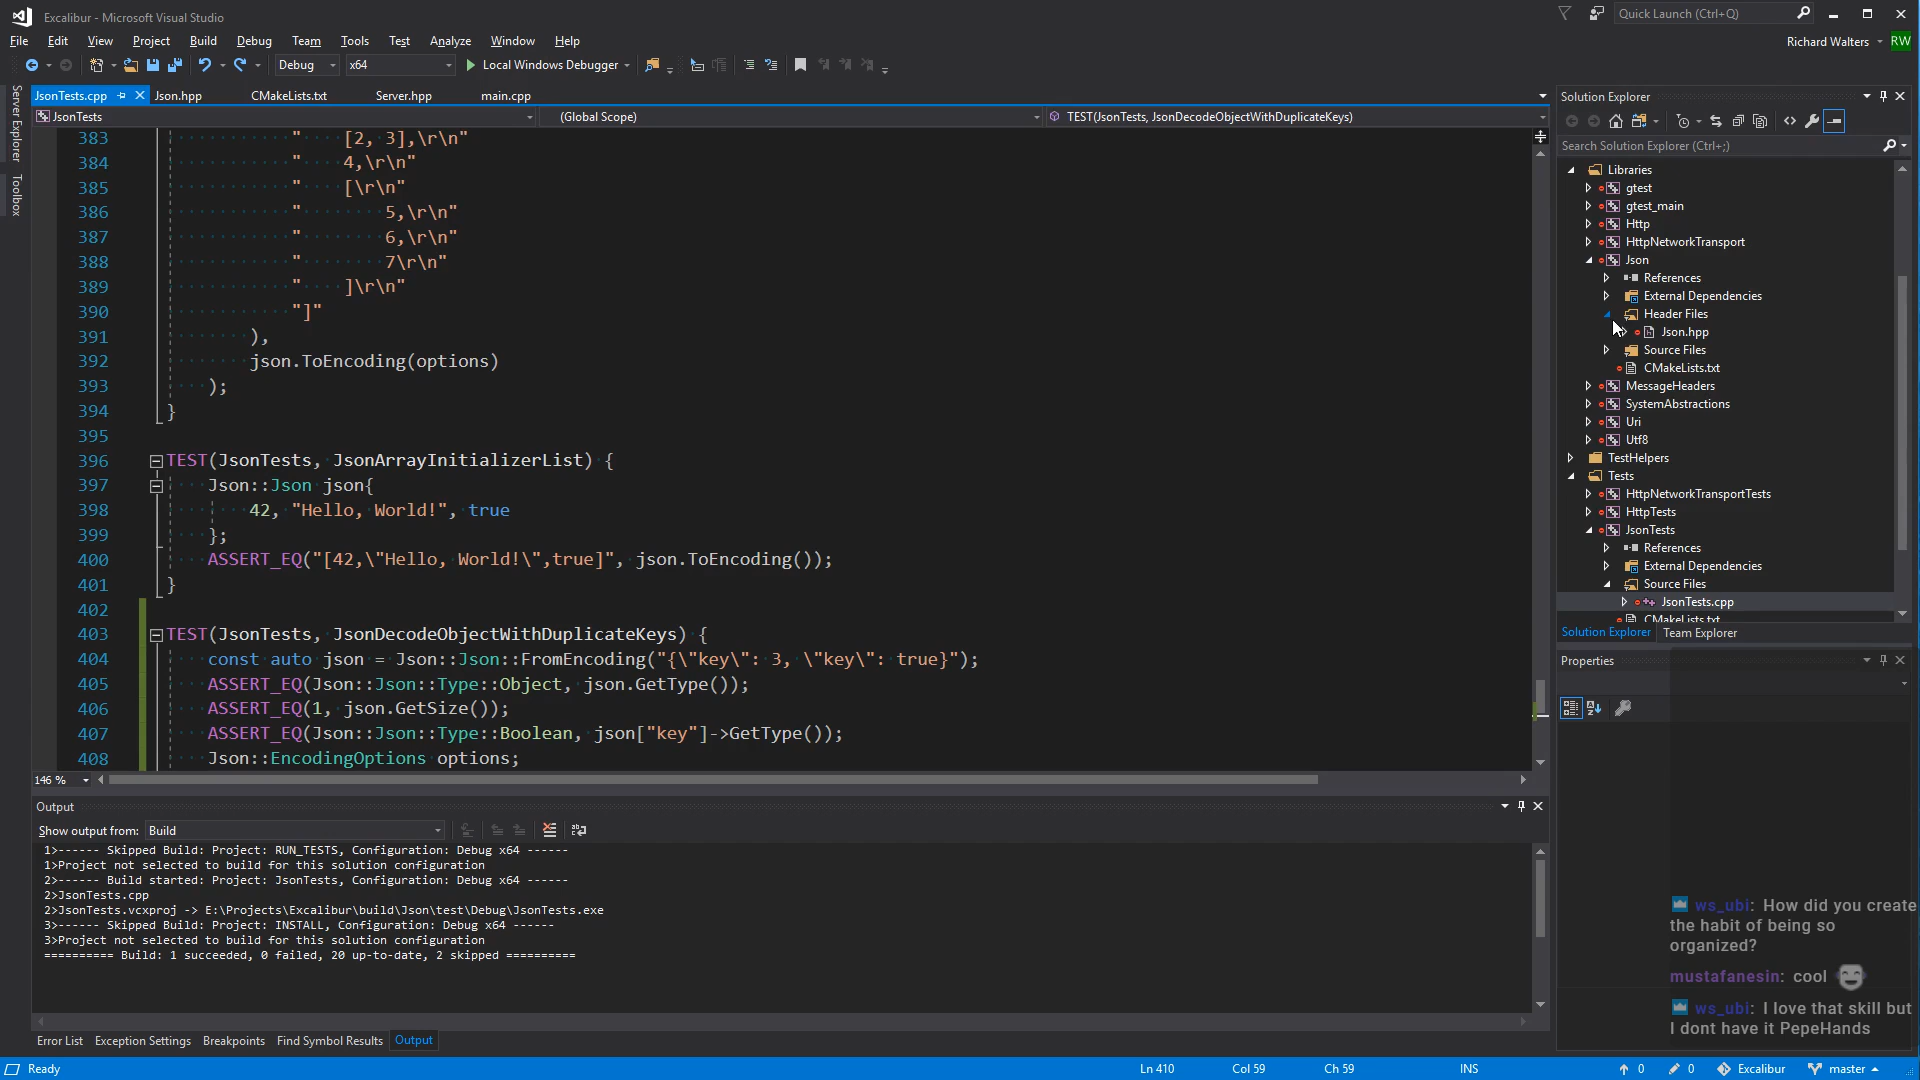 Excalibur - Microsoft Visual Studio
Quick Launch (Ctrl+Q)
File Edit View Project Build Debug Team Tools Test Analyze Window Help
Richard Walters RW
Debug x64 Local Windows Debugger
Server Explorer
Toolbox
JsonTests.cpp Json.hpp CMakeLists.txt Server.hpp main.cpp
JsonTests (Global Scope) TEST(JsonTests, JsonDecodeObjectWithDuplicateKeys)
383 " [2, 3],\r\n"
384 " 4,\r\n"
385 " [\r\n"
386 " 5,\r\n"
387 " 6,\r\n"
388 " 7\r\n"
389 " ]\r\n"
390 "]"
391 ),
392 json.ToEncoding(options)
393 );
394 }
395
396 TEST(JsonTests, JsonArrayInitializerList) {
397 Json::Json json{
398 42, "Hello, World!", true
399 };
400 ASSERT_EQ("[42,\"Hello, World!\",true]", json.ToEncoding());
401 }
402
403 TEST(JsonTests, JsonDecodeObjectWithDuplicateKeys) {
404 const auto json = Json::Json::FromEncoding("{\"key\": 3, \"key\": true}");
405 ASSERT_EQ(Json::Json::Type::Object, json.GetType());
406 ASSERT_EQ(1, json.GetSize());
407 ASSERT_EQ(Json::Json::Type::Boolean, json["key"]->GetType());
408 Json::EncodingOptions options;
146 %
Output
Show output from: Build
1>------ Skipped Build: Project: RUN_TESTS, Configuration: Debug x64 ------
1>Project not selected to build for this solution configuration
2>------ Build started: Project: JsonTests, Configuration: Debug x64 ------
2>JsonTests.cpp
2>JsonTests.vcxproj -> E:\Projects\Excalibur\build\Json\test\Debug\JsonTests.exe
3>------ Skipped Build: Project: INSTALL, Configuration: Debug x64 ------
3>Project not selected to build for this solution configuration
========== Build: 1 succeeded, 0 failed, 20 up-to-date, 2 skipped ==========
Error List Exception Settings Breakpoints Find Symbol Results Output
Solution Explorer
Search Solution Explorer (Ctrl+;)
Libraries
gtest
gtest_main
Http
HttpNetworkTransport
Json
References
External Dependencies
Header Files
Json.hpp
Source Files
CMakeLists.txt
MessageHeaders
SystemAbstractions
Uri
Utf8
TestHelpers
Tests
HttpNetworkTransportTests
HttpTests
JsonTests
References
External Dependencies
Source Files
JsonTests.cpp
CMakeLists.txt
Solution Explorer Team Explorer
Properties
ws_ubi: How did you create
the habit of being so
organized?
mustafanesin: cool
ws_ubi: I love that skill but
I dont have it PepeHands
Ready Ln 410 Col 59 Ch 59 INS 0 0 Excalibur master